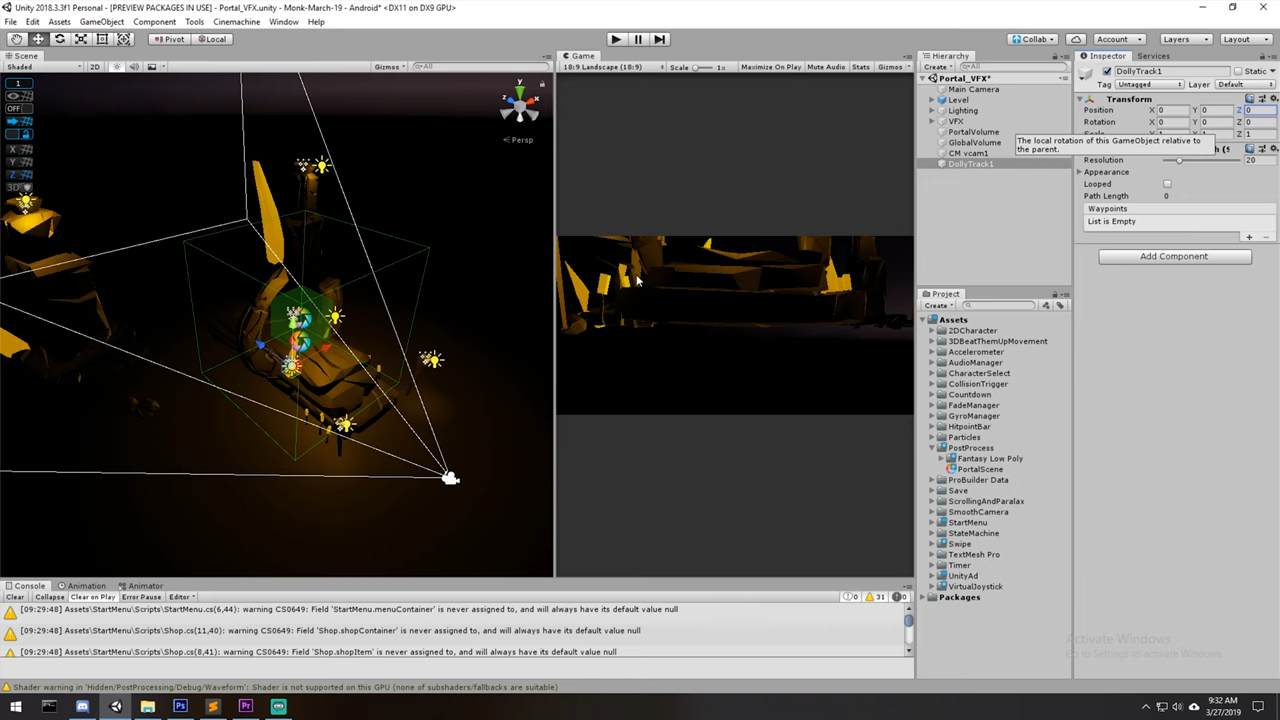 Unity 2018.3.3f1 Personal - [PREVIEW PACKAGES IN USE] - Portal_VFX.unity - Monk-March-19 - Android* <DX11 on DX9 GPU>
File Edit Assets GameObject Component Tools Cinemachine Window Help
Pivot Local Collab Account Layers Layout
Scene Game Hierarchy Inspector Services
Shaded 2D Gizmos All 18:9 Landscape (18:9) Scale 1x Maximize On Play Mute Audio Stats Gizmos Create All DollyTrack1 Static
Tag Untagged Layer Default
1
OFF
X
Y
Z
3D
y
x
z
Persp
Portal_VFX*
Main Camera
Level
Lighting
VFX
PortalVolume
GlobalVolume
CM vcam1
DollyTrack1
Transform
Position X 0 Y 0 Z 0
Rotation X 0 Y 0 Z 0
Z 1
The local rotation of this GameObject relative to
the parent.
Resolution 20
Appearance
Looped
Path Length 0
Waypoints
List is Empty
Add Component
Project
Create
Assets
2DCharacter
3DBeatThemUpMovement
Accelerometer
AudioManager
CharacterSelect
CollisionTrigger
Countdown
FadeManager
GyroManager
HitpointBar
Particles
PostProcess
Fantasy Low Poly
PortalScene
ProBuilder Data
Save
ScrollingAndParalax
SmoothCamera
StartMenu
StateMachine
Swipe
TextMesh Pro
Timer
UnityAd
VirtualJoystick
Packages
Console Animation Animator
Clear Collapse Clear on Play Error Pause Editor 0 31 0
[09:29:48] Assets\StartMenu\Scripts\StartMenu.cs(6,44): warning CS0649: Field 'StartMenu.menuContainer' is never assigned to, and will always have its default value null
[09:29:48] Assets\StartMenu\Scripts\Shop.cs(11,40): warning CS0649: Field 'Shop.shopContainer' is never assigned to, and will always have its default value null
[09:29:48] Assets\StartMenu\Scripts\Shop.cs(8,41): warning CS0649: Field 'Shop.shopItem' is never assigned to, and will always have its default value null
Activate Windows
Go to Settings to activate Windows.
Shader warning in 'Hidden/PostProcessing/Debug/Waveform': Shader is not supported on this GPU (none of subshaders/fallbacks are suitable)
9:32 AM
3/27/2019